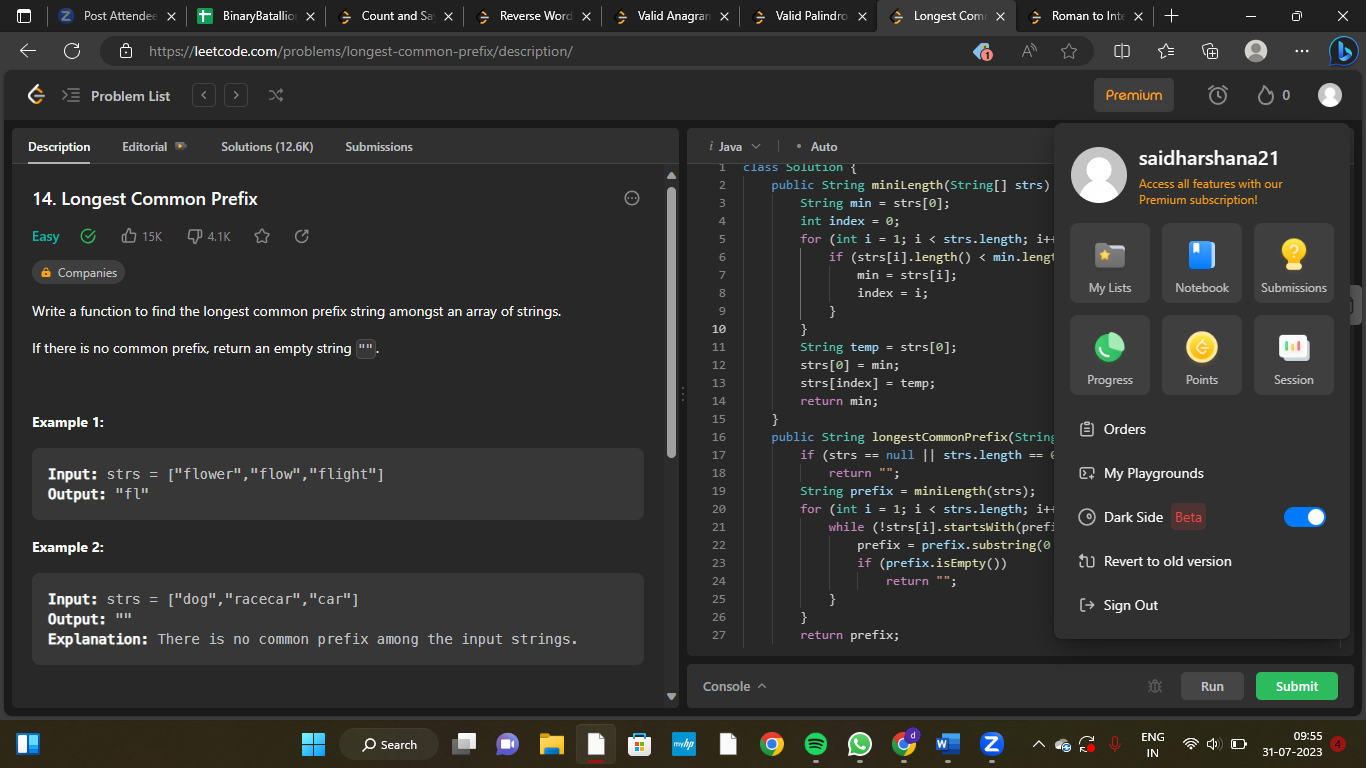 Post Attendee
BinaryBatallion
Count and Sa
Reverse Word
Valid Anagram
Valid Palindro
Longest Com
Roman to Inte
https://leetcode.com/problems/longest-common-prefix/description/
1
Problem List
Premium
0
Description
Editorial
Solutions (12.6K)
Submissions
14. Longest Common Prefix
Easy
15K
4.1K
Companies
Write a function to find the longest common prefix string amongst an array of strings.
If there is no common prefix, return an empty string "".
Example 1:
Input: strs = ["flower","flow","flight"]
Output: "fl"
Example 2:
Input: strs = ["dog","racecar","car"]
Output: ""
Explanation: There is no common prefix among the input strings.
i Java
• Auto
1 class Solution {
2 public String miniLength(String[] strs)
3 String min = strs[0];
4 int index = 0;
5 for (int i = 1; i < strs.length; i++
6 if (strs[i].length() < min.lengt
7 min = strs[i];
8 index = i;
9 }
10 }
11 String temp = strs[0];
12 strs[0] = min;
13 strs[index] = temp;
14 return min;
15 }
16 public String longestCommonPrefix(String
17 if (strs == null || strs.length == 0
18 return "";
19 String prefix = miniLength(strs);
20 for (int i = 1; i < strs.length; i++
21 while (!strs[i].startsWith(prefi
22 prefix = prefix.substring(0
23 if (prefix.isEmpty())
24 return "";
25 }
26 }
27 return prefix;
saidharshana21
Access all features with our
Premium subscription!
My Lists
Notebook
Submissions
Progress
Points
Session
Orders
My Playgrounds
Dark Side Beta
Revert to old version
Sign Out
Console
Run
Submit
Search
myhp
d
ENG
IN
09:55
31-07-2023
4